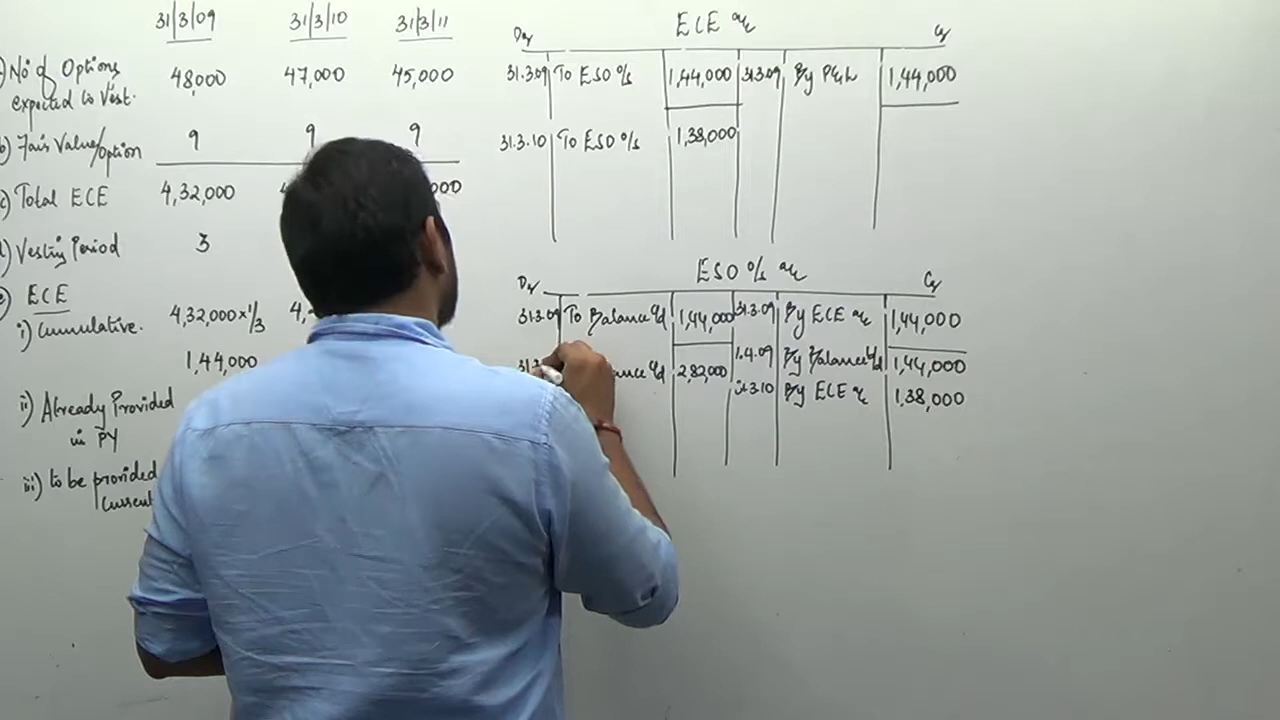 31/3/09 31/3/10 31/3/11
No of Options 48,000 47,000 45,000
expected to Vest.
b) Fair Value/option 9 9 9
c) Total ECE 4,32,000 000
d) Vesting Period 3
ECE
i) Cumulative. 4,32,000 x 1/3
1,44,000
ii) Already Provided
in PY
iii) to be provided
Current
ECE a/c
Dr Cr
31.3.09 To ESO o/s 1,44,000 31.3.09 By P&L 1,44,000
31.3.10 To ESO o/s 1,38,000
ESO o/s a/c
Dr Cr
31.3.09 To Balance c/d 1,44,000 31.3.09 By ECE a/c 1,44,000
1.4.09 By Balance b/d 1,44,000
c/d 2,82,000 31.3.10 By ECE a/c 1,38,000